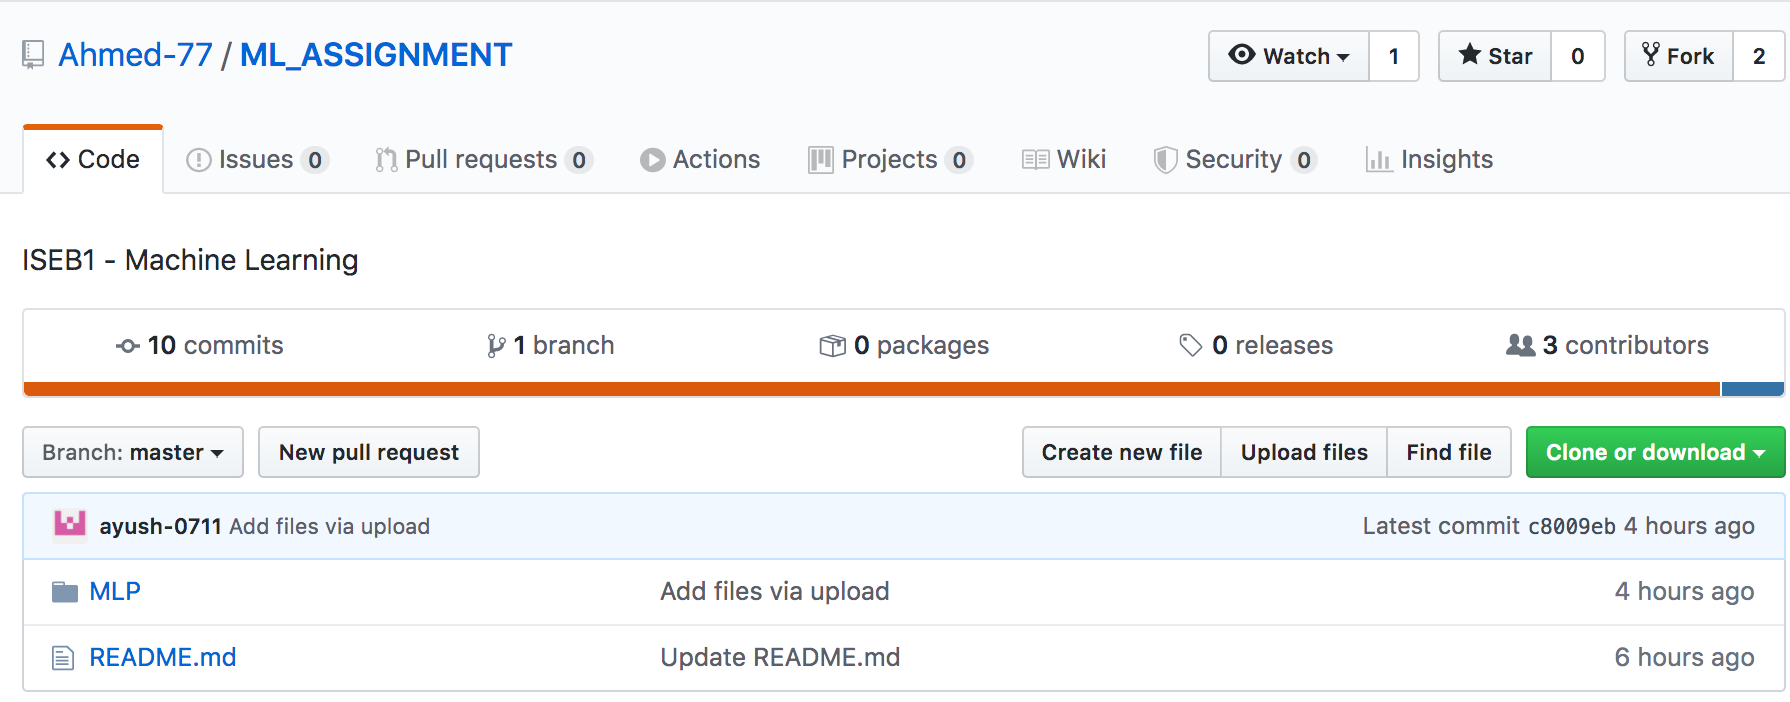 Ahmed-77 / ML_ASSIGNMENT Watch 1 Star 0 Fork 2
Code Issues 0 Pull requests 0 Actions Projects 0 Wiki Security 0 Insights
ISEB1 - Machine Learning
10 commits 1 branch 0 packages 0 releases 3 contributors
Branch: master New pull request Create new file Upload files Find file Clone or download
ayush-0711 Add files via upload Latest commit c8009eb 4 hours ago
MLP Add files via upload 4 hours ago
README.md Update README.md 6 hours ago